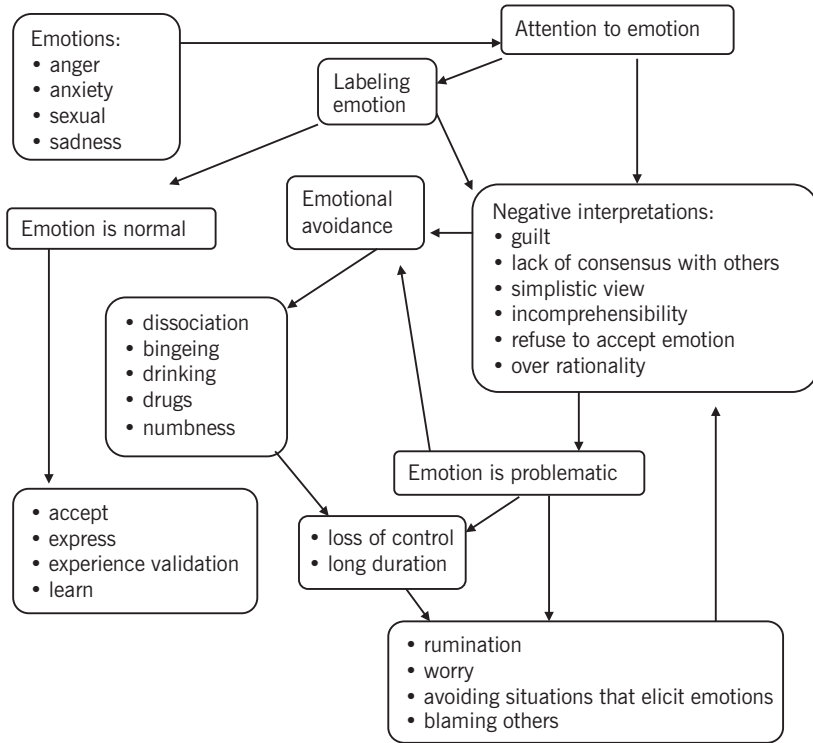 Emotions:
• anger
• anxiety
• sexual
• sadness
Attention to emotion
Labeling
emotion
Emotional
avoidance
Emotion is normal
Negative interpretations:
• guilt
• lack of consensus with others
• simplistic view
• incomprehensibility
• refuse to accept emotion
• over rationality
• dissociation
• bingeing
• drinking
• drugs
• numbness
Emotion is problematic
• accept
• express
• experience validation
• learn
• loss of control
• long duration
• rumination
• worry
• avoiding situations that elicit emotions
• blaming others